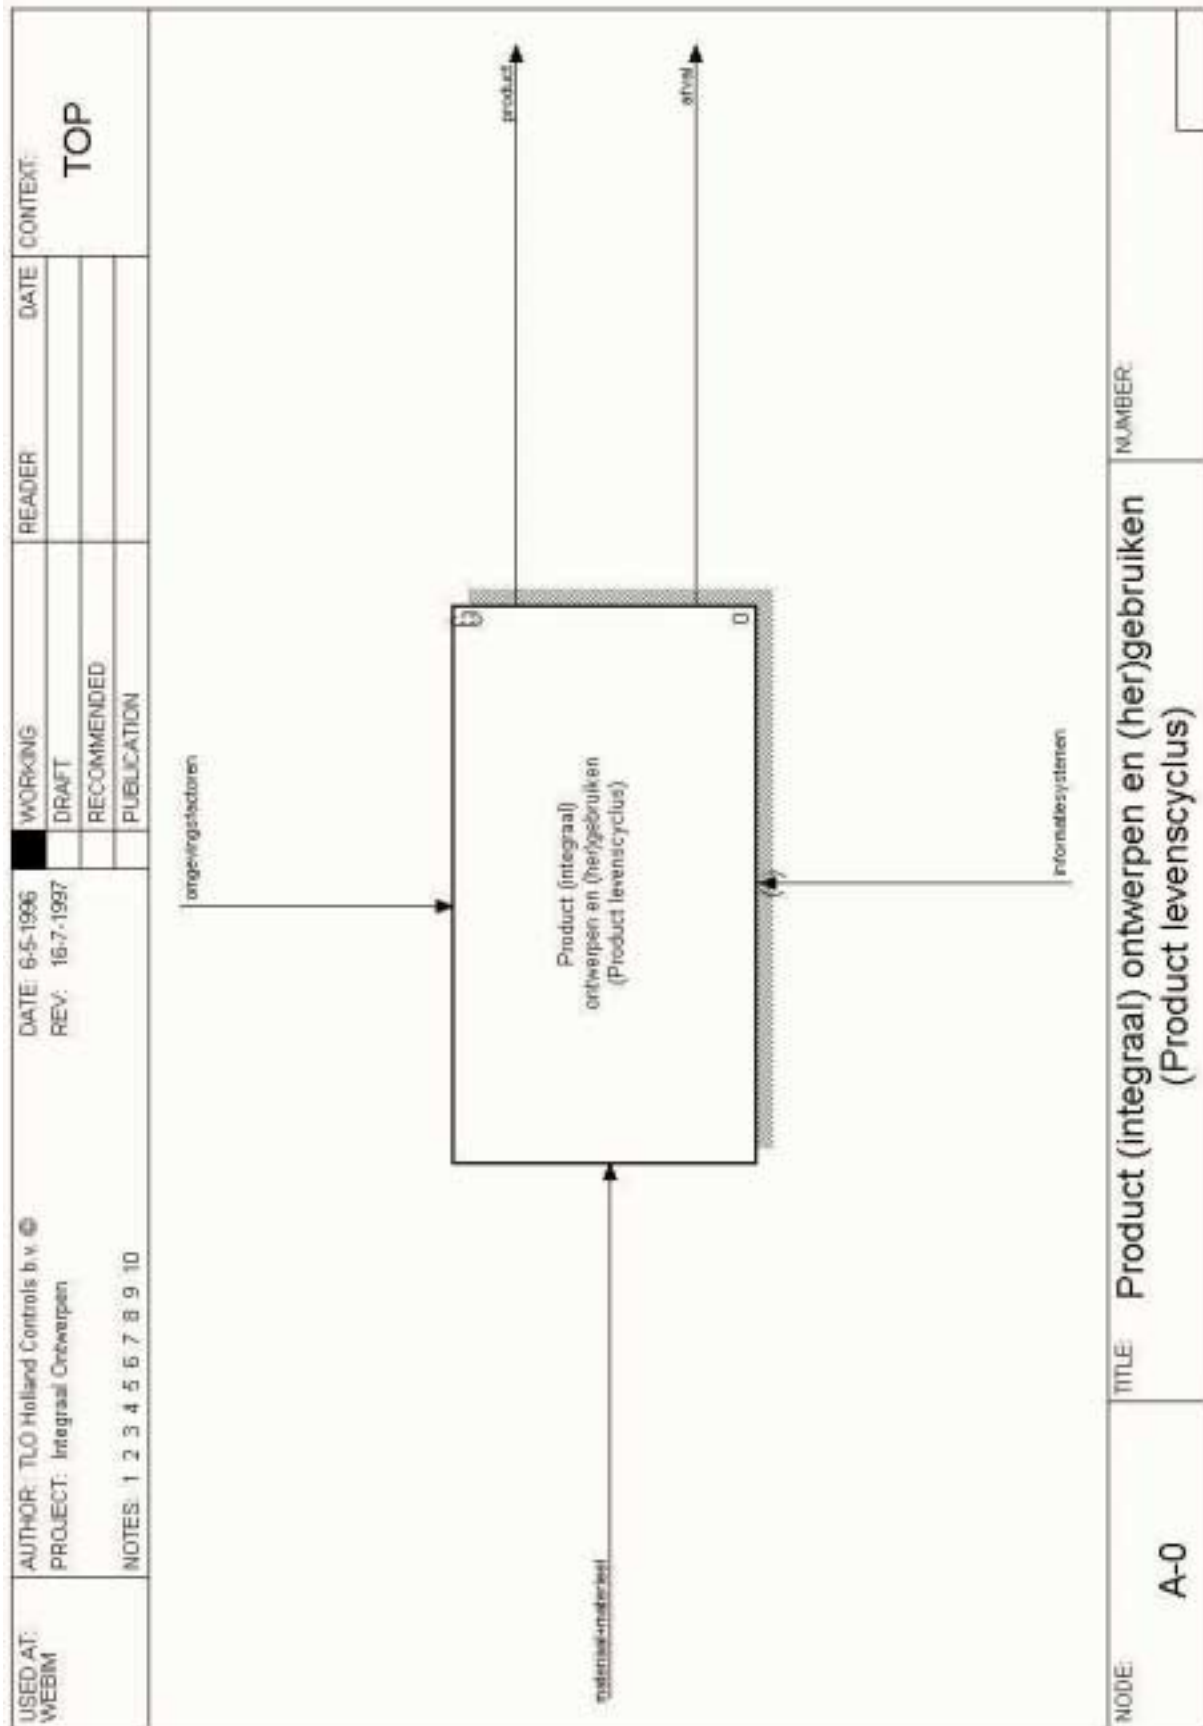 USED AT:
WEBIM
AUTHOR: TLO Holland Controls b.v. ©
PROJECT: Integraal Ontwerpen
NOTES: 1 2 3 4 5 6 7 8 9 10
DATE: 6-5-1996
REV: 16-7-1997
WORKING
DRAFT
RECOMMENDED
PUBLICATION
READER
DATE
CONTEXT:
TOP
omgevingsfactoren
product
afval
materiaal+materieel
informatiesystemen
Product (integraal)
ontwerpen en (her)gebruiken
(Product levenscyclus)
0
NODE:
A-0
TITLE:
Product (integraal) ontwerpen en (her)gebruiken
(Product levenscyclus)
NUMBER: